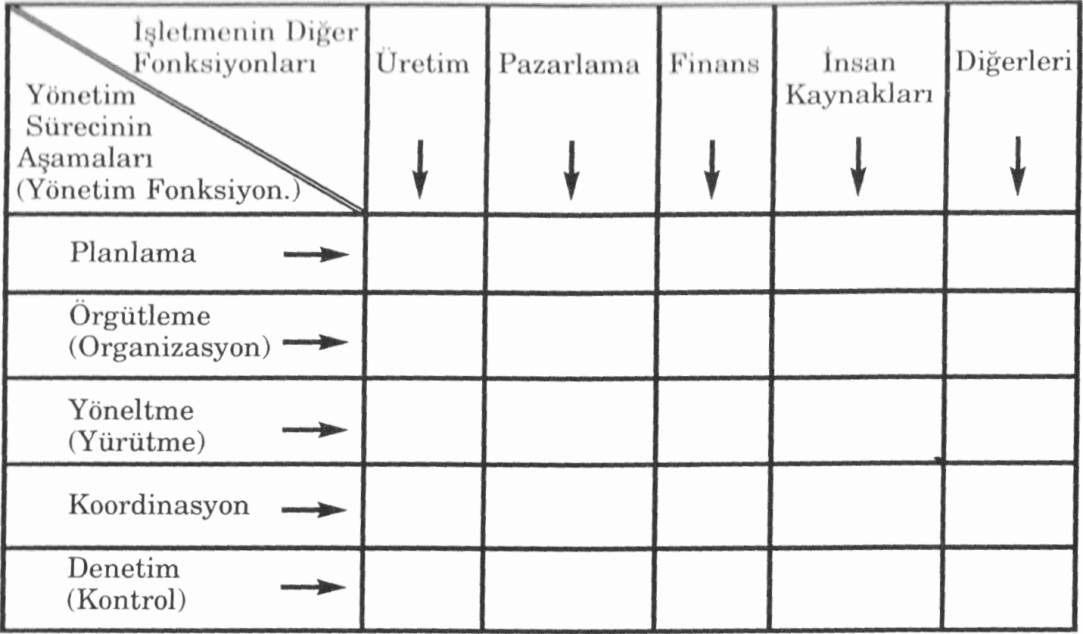 İşletmenin Diğer
Fonksiyonları
Yönetim
Sürecinin
Aşamaları
(Yönetim Fonksiyon.)
Üretim
Pazarlama
Finans
İnsan
Kaynakları
Diğerleri
Planlama
Örgütleme
(Organizasyon)
Yöneltme
(Yürütme)
Koordinasyon
Denetim
(Kontrol)